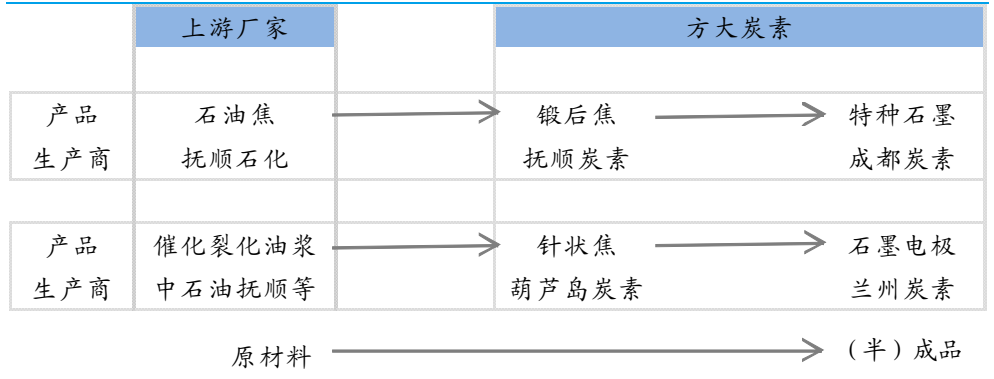 上游厂家 方大炭素
产品 石油焦 锻后焦 特种石墨
生产商 抚顺石化 抚顺炭素 成都炭素
产品 催化裂化油浆 针状焦 石墨电极
生产商 中石油抚顺等 葫芦岛炭素 兰州炭素
原材料 （半）成品